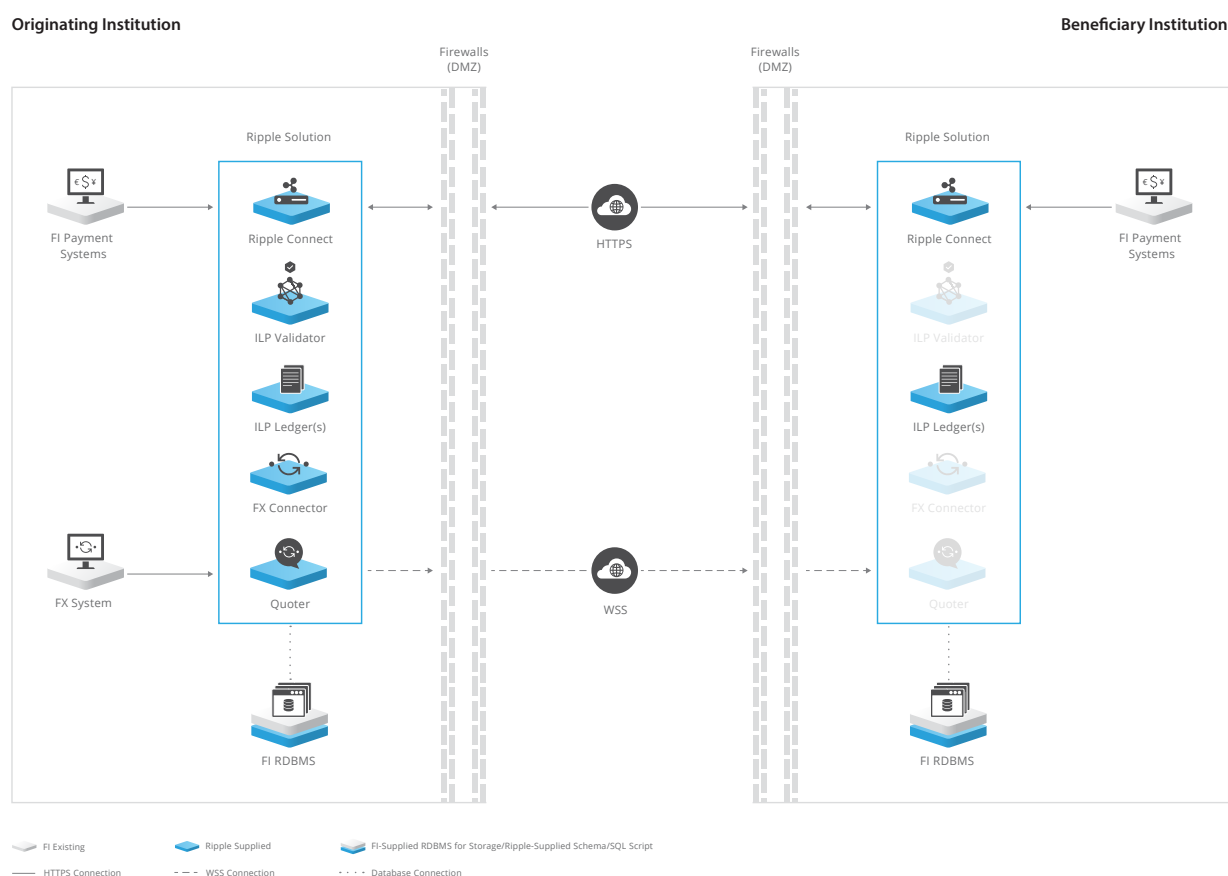 Originating Institution
Beneficiary Institution
Firewalls
(DMZ)
Firewalls
(DMZ)
Ripple Solution
Ripple Solution
€$¥
€$¥
FI Payment
Systems
Ripple Connect
HTTPS
Ripple Connect
FI Payment
Systems
ILP Validator
ILP Validator
ILP Ledger(s)
ILP Ledger(s)
FX Connector
FX Connector
FX System
Quoter
WSS
Quoter
FI RDBMS
FI RDBMS
FI Existing
Ripple Supplied
FI-Supplied RDBMS for Storage/Ripple-Supplied Schema/SQL Script
HTTPS Connection
WSS Connection
Database Connection